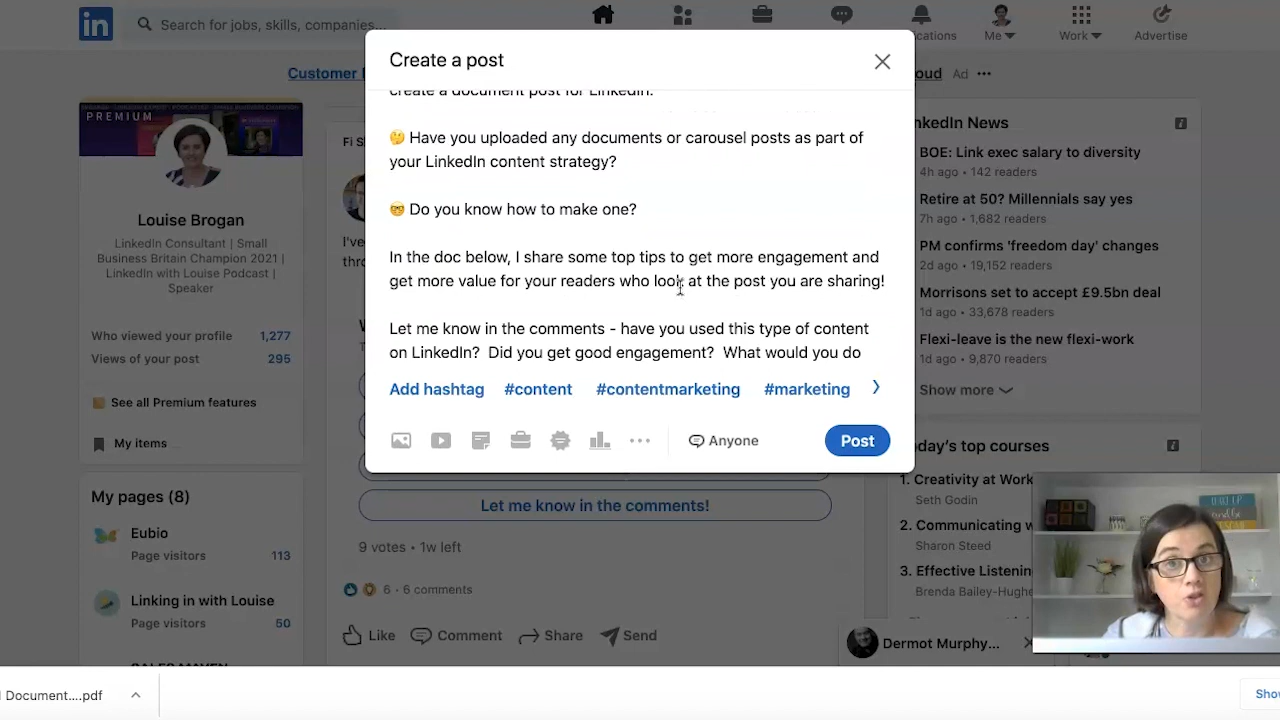 in
Search for jobs, skills, companies...
Me
Work
Advertise
Create a post
Ad
PREMIUM
Louise Brogan
LinkedIn Consultant | Small
Business Britain Champion 2021 |
LinkedIn with Louise Podcast |
Speaker
Who viewed your profile 1,277
Views of your post 295
See all Premium features
My items
My pages (8)
Eubio
Page visitors 113
Linking in with Louise
Page visitors 50
create a document post for LinkedIn.
🤔 Have you uploaded any documents or carousel posts as part of
your LinkedIn content strategy?
🤓 Do you know how to make one?
In the doc below, I share some top tips to get more engagement and
get more value for your readers who look at the post you are sharing!
Let me know in the comments - have you used this type of content
on LinkedIn?  Did you get good engagement?  What would you do
Add hashtag #content #contentmarketing #marketing
Anyone
Post
Let me know in the comments!
9 votes • 1w left
6 · 6 comments
Like Comment Share Send
News
BOE: Link exec salary to diversity
4h ago • 142 readers
Retire at 50? Millennials say yes
7h ago • 1,682 readers
PM confirms 'freedom day' changes
2d ago • 19,152 readers
Morrisons set to accept £9.5bn deal
1d ago • 33,678 readers
Flexi-leave is the new flexi-work
1d ago • 9,870 readers
Show more
top courses
1. Creativity at Work
Seth Godin
2. Communicating
Sharon Steed
3. Effective Listening
Brenda Bailey-Hughe
Dermot Murphy...
Document....pdf